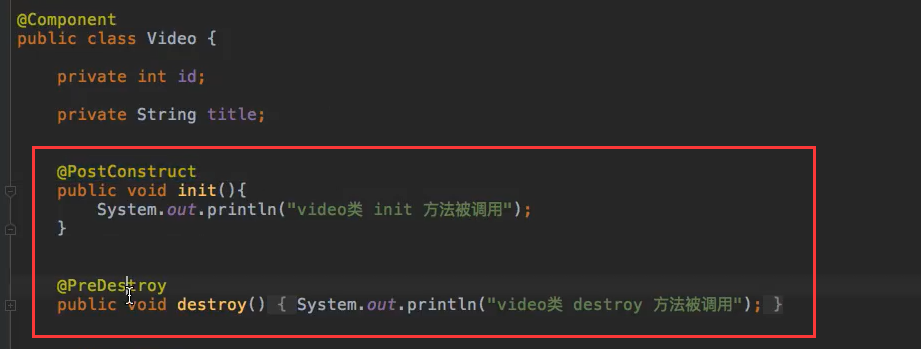 @Component
public class Video {
private int id;
private String title;
@PostConstruct
public void init(){
System.out.println("video类 init 方法被调用");
}
@PreDestroy
public void destroy() { System.out.println("video类 destroy 方法被调用"); }